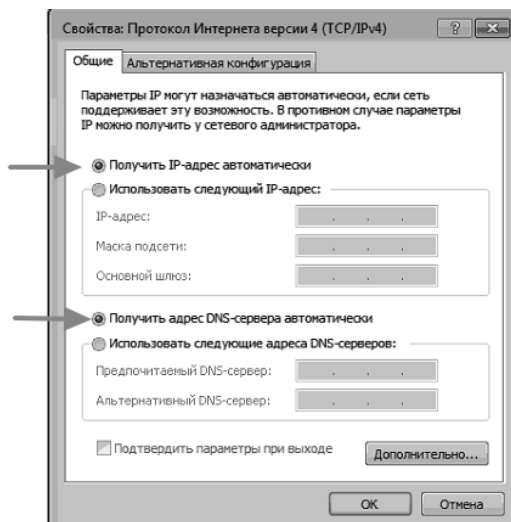 Свойства: Протокол Интернета версии 4 (TCP/IPv4)
Общие
Альтернативная конфигурация
Параметры IP могут назначаться автоматически, если сеть
поддерживает эту возможность. В противном случае параметры
IP можно получить у сетевого администратора.
Получить IP-адрес автоматически
Использовать следующий IP-адрес:
IP-адрес:
Маска подсети:
Основной шлюз:
Получить адрес DNS-сервера автоматически
Использовать следующие адреса DNS-серверов:
Предпочитаемый DNS-сервер:
Альтернативный DNS-сервер:
Подтвердить параметры при выходе
Дополнительно...
ОК
Отмена